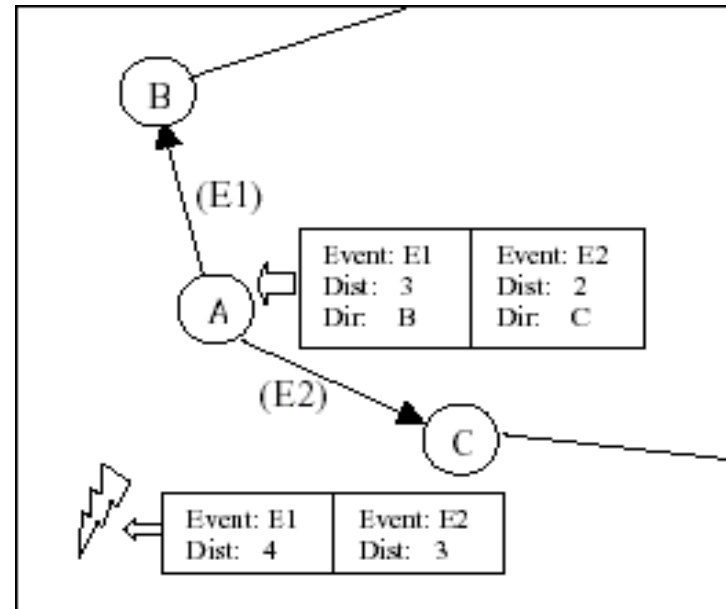 B
(E1)
Event: E1
Dist: 3
Dir: B
Event: E2
Dist: 2
Dir: C
A
(E2)
C
Event: E1
Dist: 4
Event: E2
Dist: 3